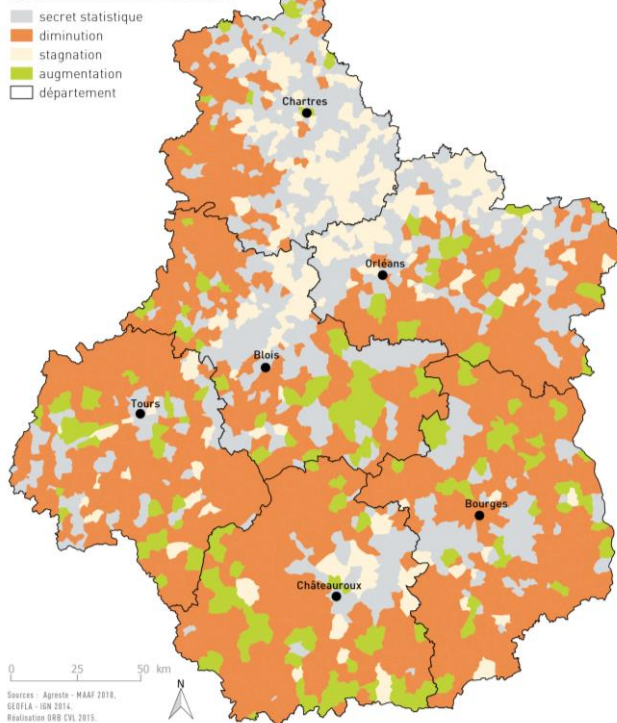 secret statistique
diminution
stagnation
augmentation
département
Chartres
Orléans
Blois
Tours
Bourges
Châteauroux
0 25 50 km
N
Sources : Agreste - MAAF 2010,
GEOFLA - IGN 2014.
Réalisation ORB CVL 2015.